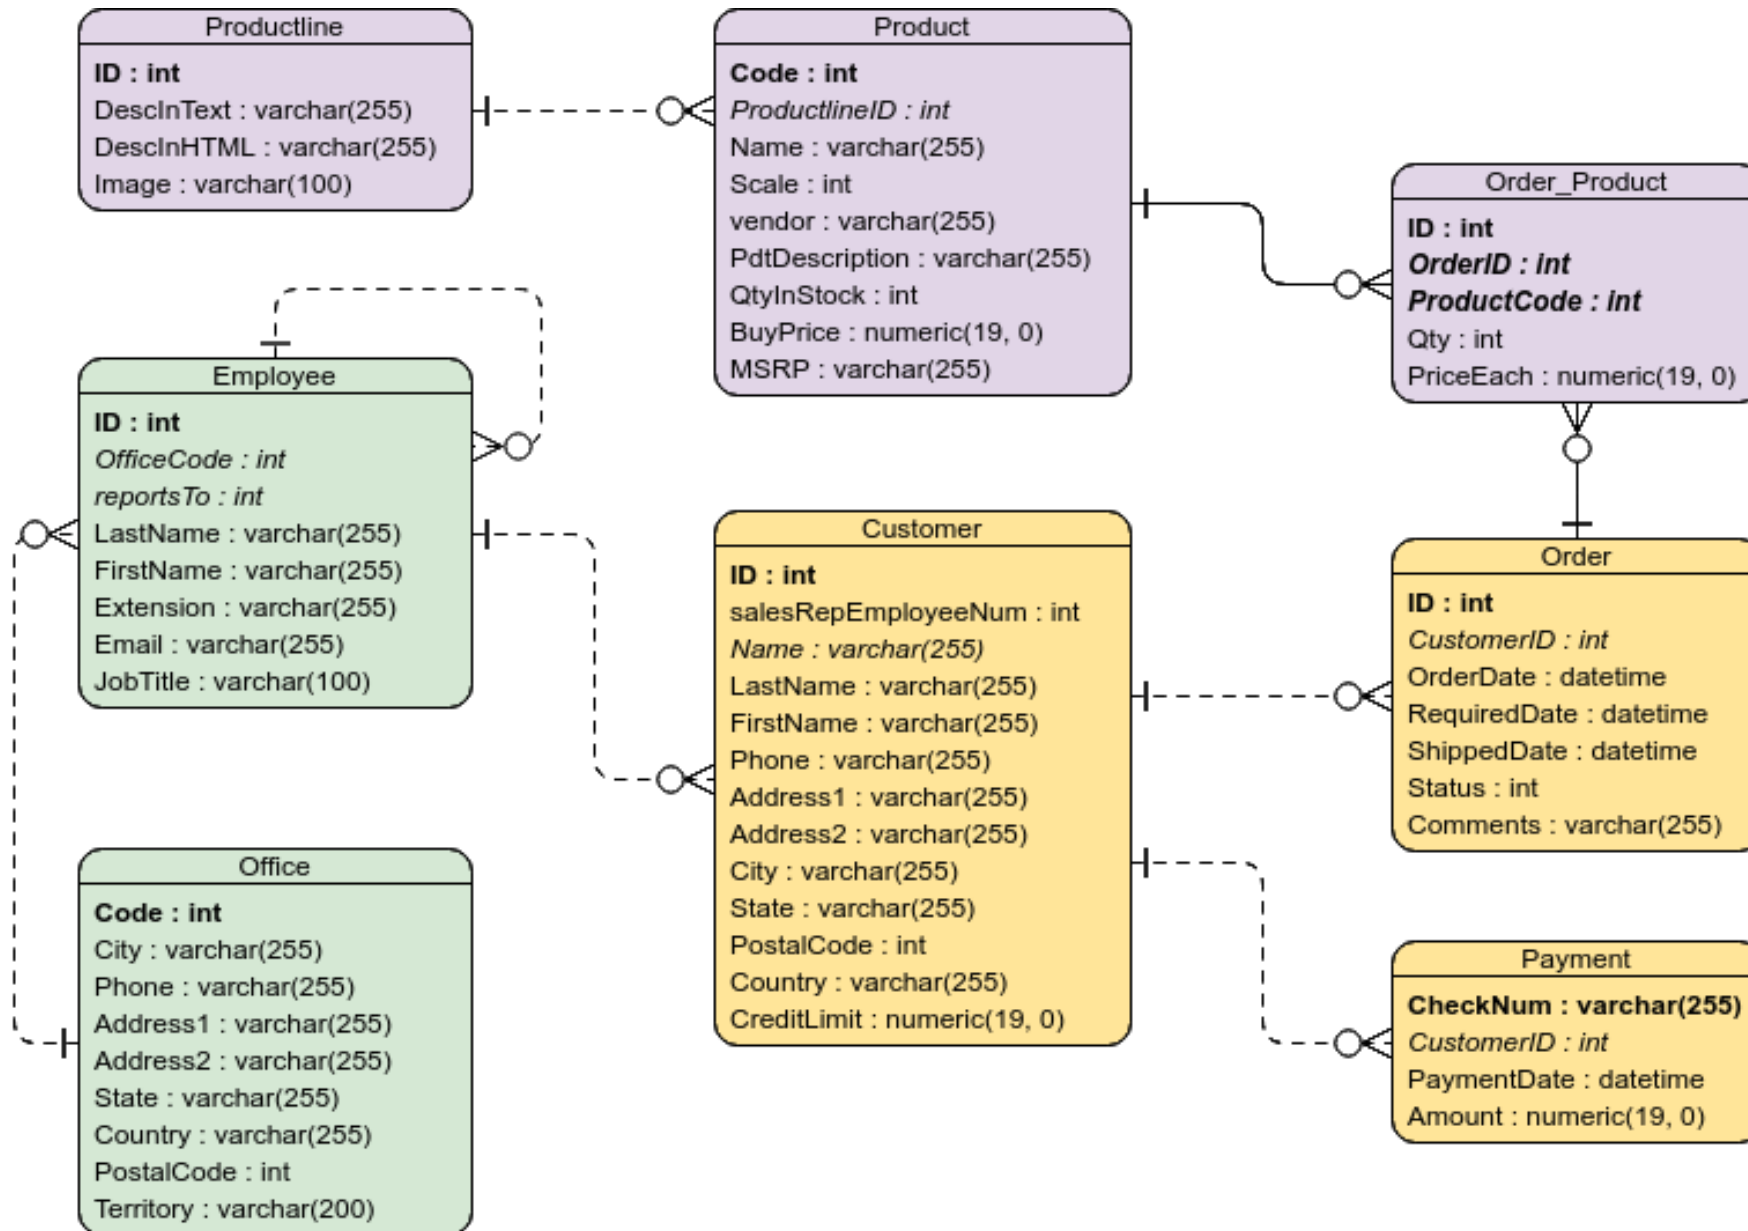 Productline
ID : int
DescInText : varchar(255)
DescInHTML : varchar(255)
Image : varchar(100)
Product
Code : int
ProductlineID : int
Name : varchar(255)
Scale : int
vendor : varchar(255)
PdtDescription : varchar(255)
QtyInStock : int
BuyPrice : numeric(19, 0)
MSRP : varchar(255)
Order_Product
ID : int
OrderID : int
ProductCode : int
Qty : int
PriceEach : numeric(19, 0)
Employee
ID : int
OfficeCode : int
reportsTo : int
LastName : varchar(255)
FirstName : varchar(255)
Extension : varchar(255)
Email : varchar(255)
JobTitle : varchar(100)
Customer
ID : int
salesRepEmployeeNum : int
Name : varchar(255)
LastName : varchar(255)
FirstName : varchar(255)
Phone : varchar(255)
Address1 : varchar(255)
Address2 : varchar(255)
City : varchar(255)
State : varchar(255)
PostalCode : int
Country : varchar(255)
CreditLimit : numeric(19, 0)
Order
ID : int
CustomerID : int
OrderDate : datetime
RequiredDate : datetime
ShippedDate : datetime
Status : int
Comments : varchar(255)
Office
Code : int
City : varchar(255)
Phone : varchar(255)
Address1 : varchar(255)
Address2 : varchar(255)
State : varchar(255)
Country : varchar(255)
PostalCode : int
Territory : varchar(200)
Payment
CheckNum : varchar(255)
CustomerID : int
PaymentDate : datetime
Amount : numeric(19, 0)